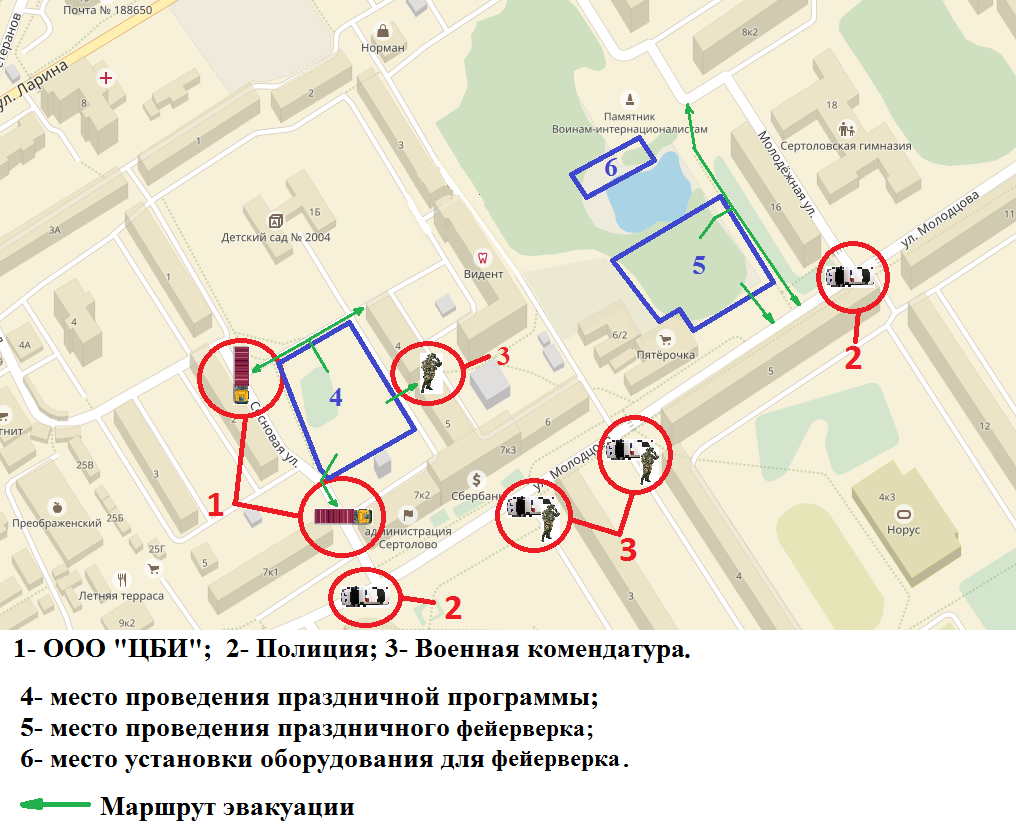 Почта № 188650
Норман
ул. Ларина
8
2
1
3
8к2
18
Памятник
Воинам-интернационалистам
Сертоловская гимназия
Молодёжная ул.
ул. Молодцова
16
11
6
3А
1Б
Детский сад № 2004
Видент
5
1
4
4А
6/2
Пятёрочка
2
4
3
4
5
5
12
Сосновая ул.
7к3
ул. Молодцо
25В
Сбербанк
7к2
администрация
Сертолово
1
3
4к3
Норус
Преображенский
25Б
25Г
5
7к1
Летняя терраса
9к2
2
3
4
1- ООО "ЦБИ"; 2- Полиция; 3- Военная комендатура.
4- место проведения праздничной программы;
5- место проведения праздничного фейерверка;
6- место установки оборудования для фейерверка.
Маршрут эвакуации